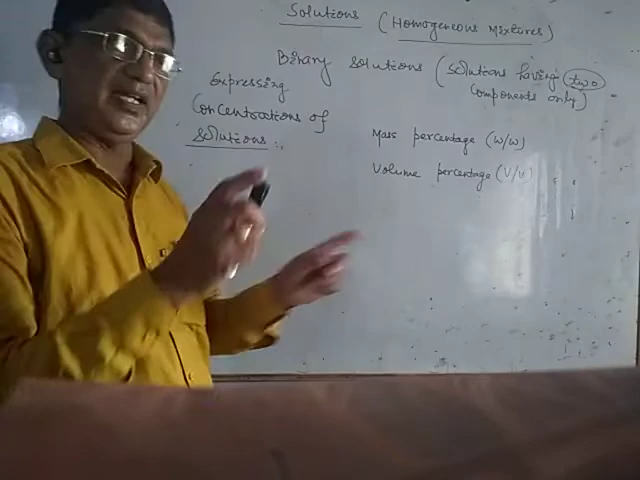 Solutions (Homogeneous Mixtures)
Binary solutions (solutions having two
components only)
Expressing
Concentrations of
solutions :.
Mass percentage (w/w)
Volume percentage (V/V)